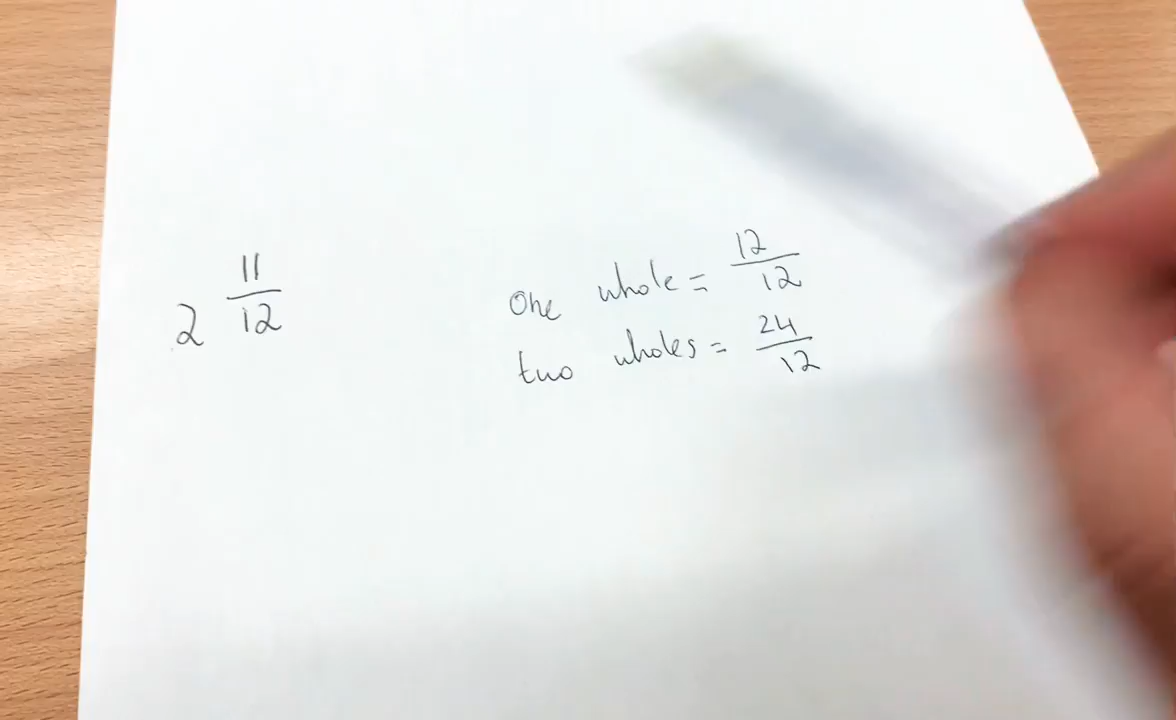 2 11/12
One whole = 12/12
two wholes = 24/12